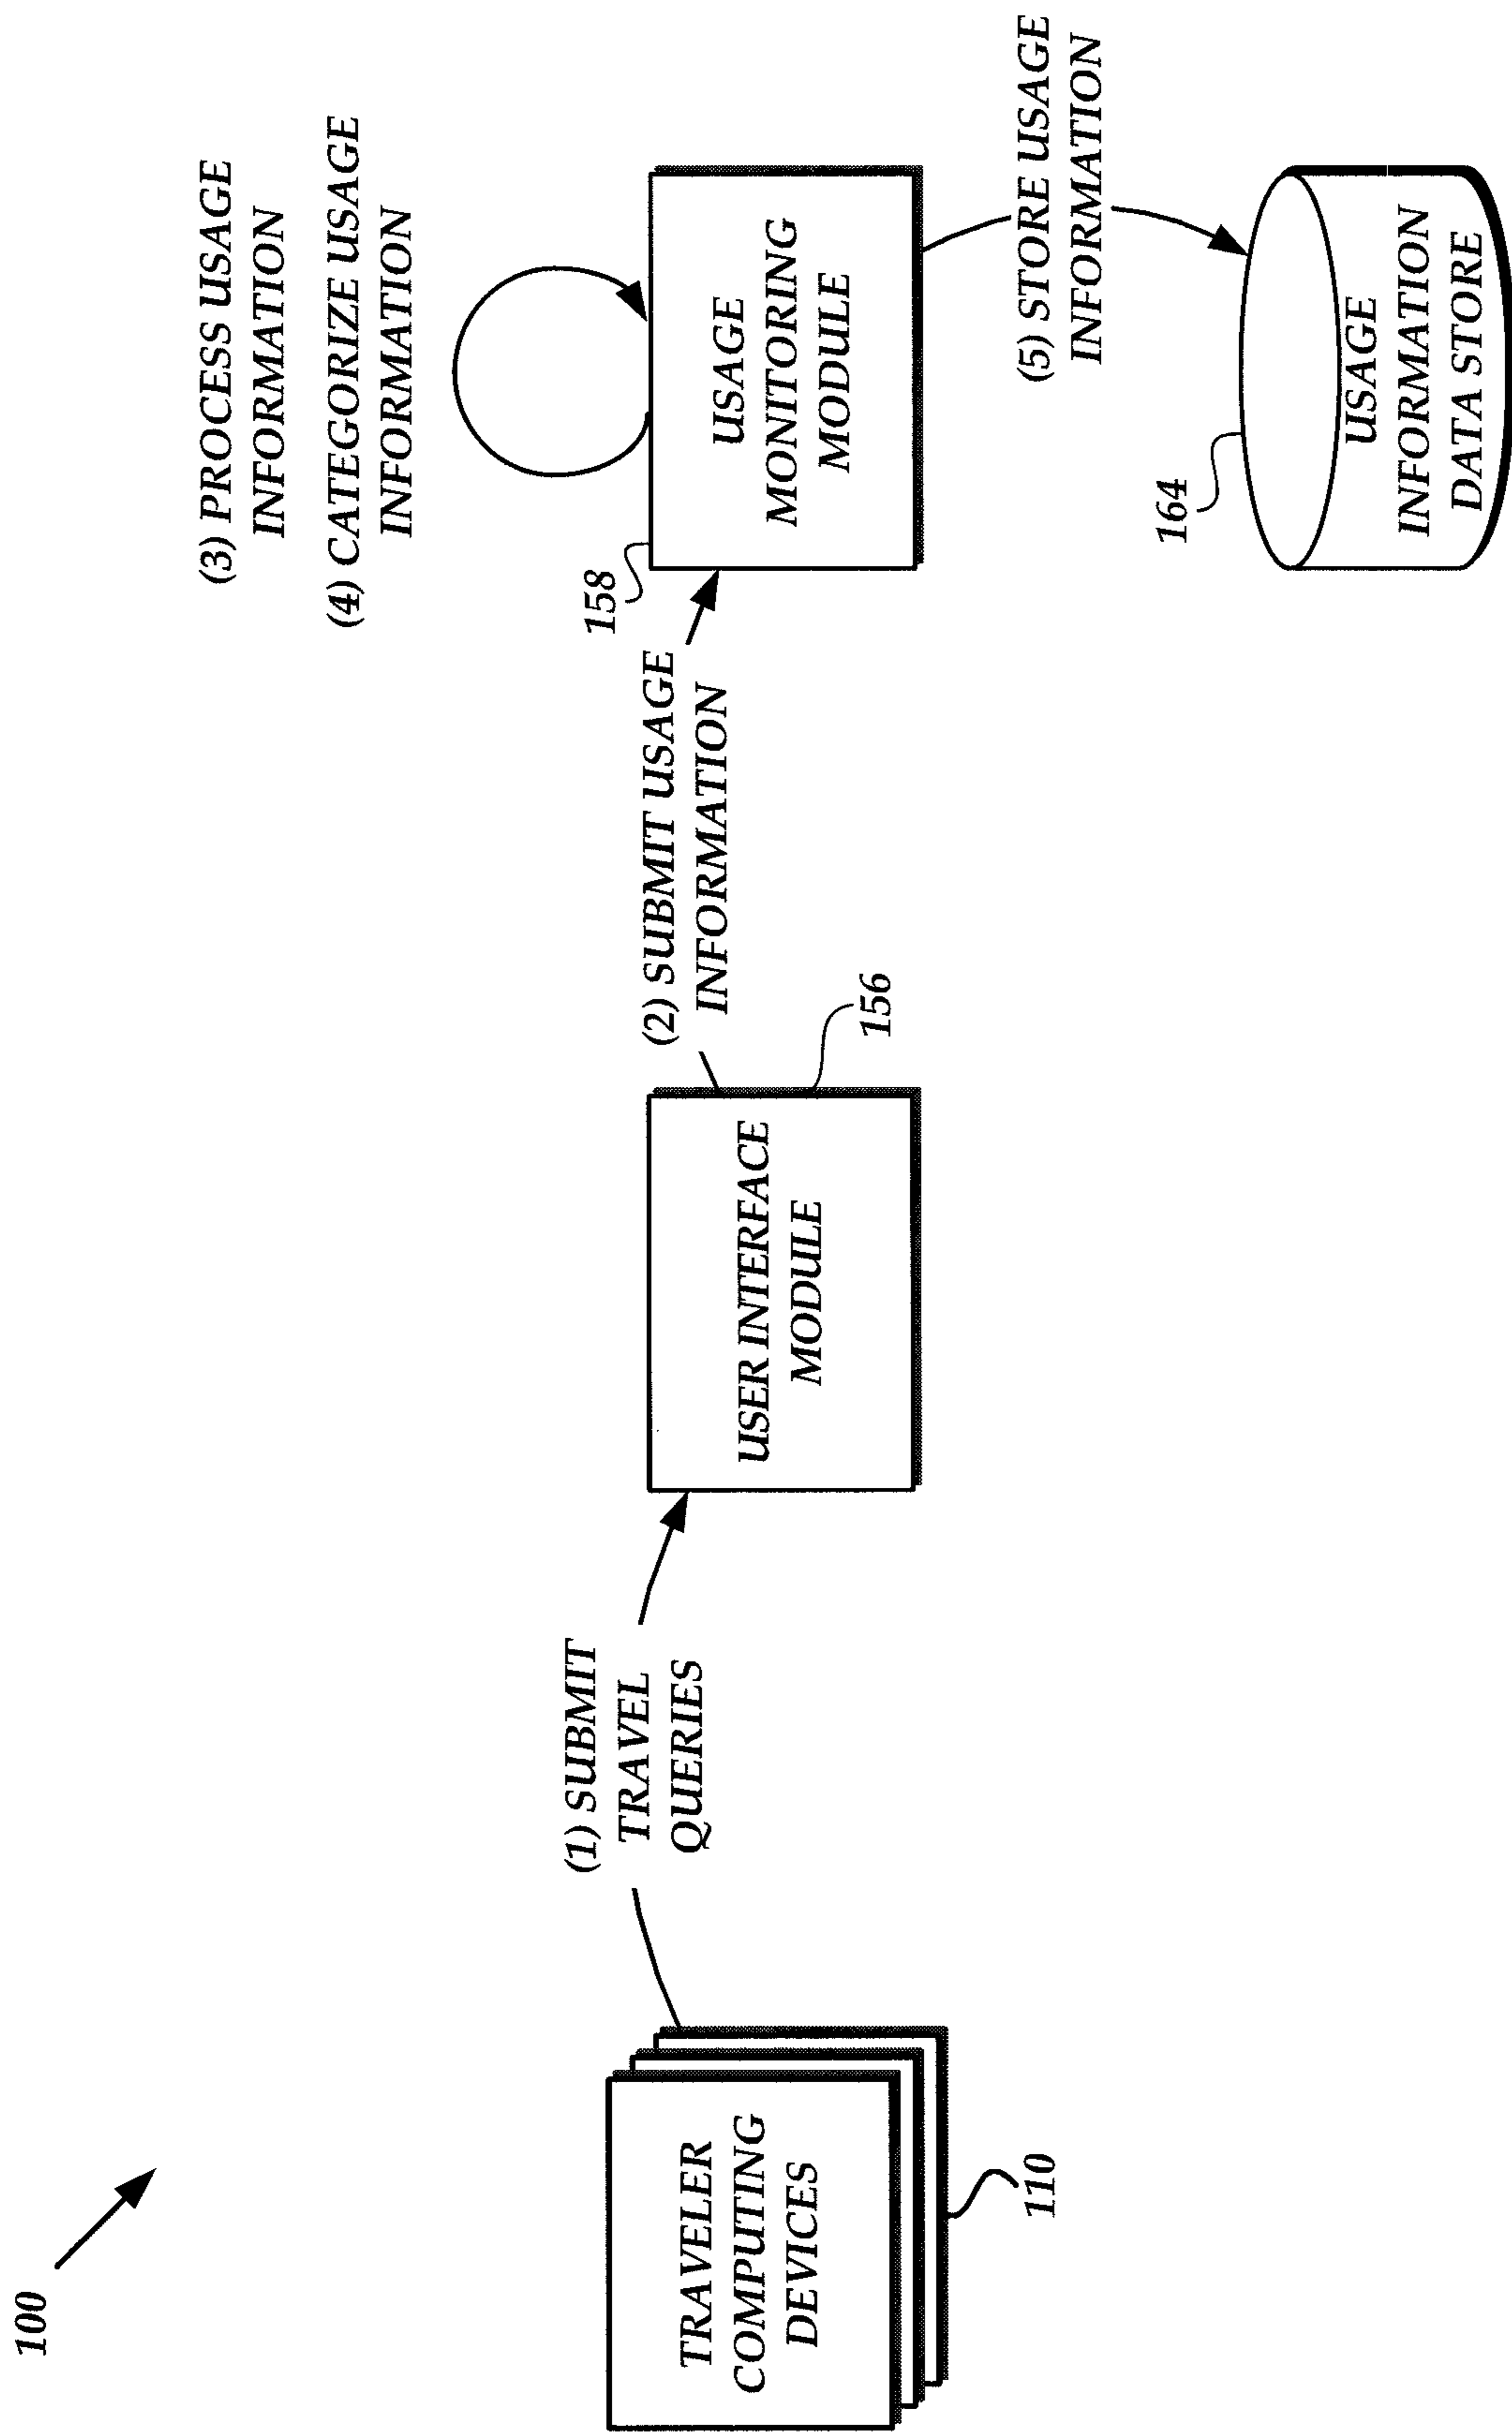 100
TRAVELER
COMPUTING
DEVICES
110
(1) SUBMIT
TRAVEL
QUERIES
USER INTERFACE
MODULE
156
(2) SUBMIT USAGE
INFORMATION
(3) PROCESS USAGE
INFORMATION
(4) CATEGORIZE USAGE
INFORMATION
158
USAGE
MONITORING
MODULE
(5) STORE USAGE
INFORMATION
164
USAGE
INFORMATION
DATA STORE